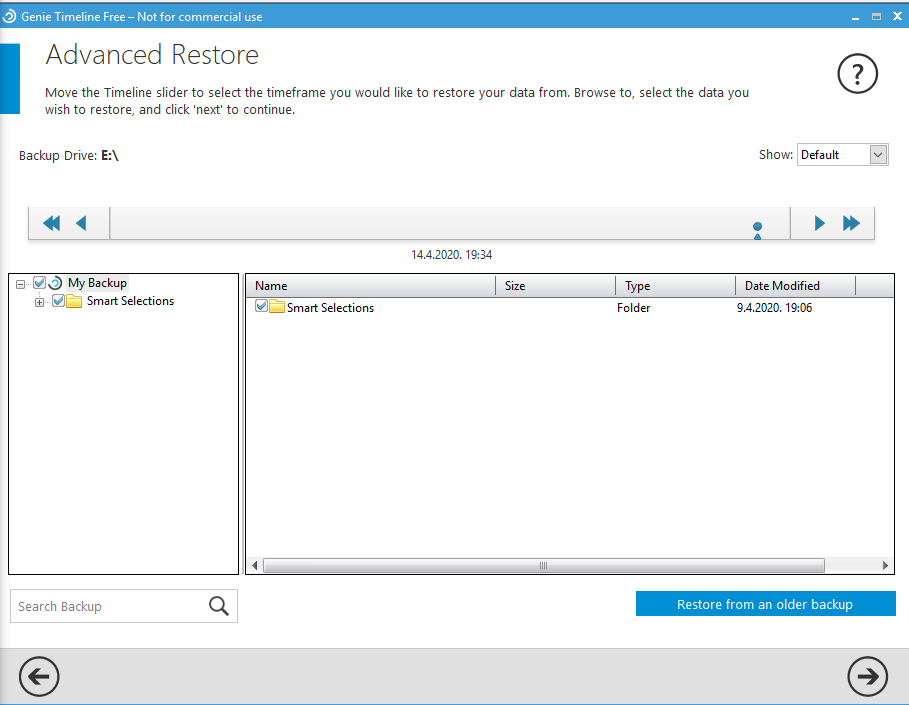 Genie Timeline Free – Not for commercial use
Advanced Restore
?
Move the Timeline slider to select the timeframe you would like to restore your data from. Browse to, select the data you
wish to restore, and click 'next' to continue.
Backup Drive: E:\
Show: Default
14.4.2020. 19:34
My Backup
Smart Selections
Name Size Type Date Modified
Smart Selections Folder 9.4.2020. 19:06
Search Backup
Restore from an older backup